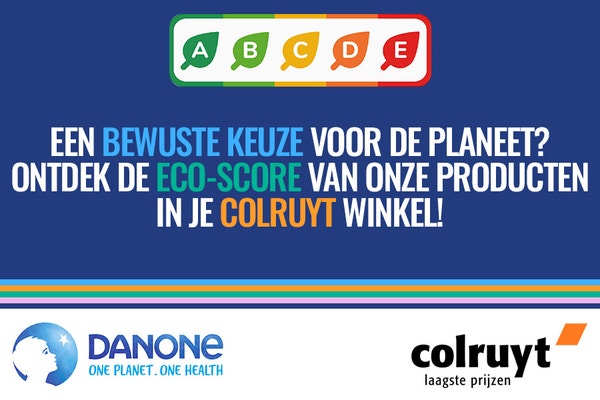 A B C D E
EEN BEWUSTE KEUZE VOOR DE PLANEET?
ONTDEK DE ECO-SCORE VAN ONZE PRODUCTEN
IN JE COLRUYT WINKEL!
DANONE
ONE PLANET. ONE HEALTH
colruyt
laagste prijzen